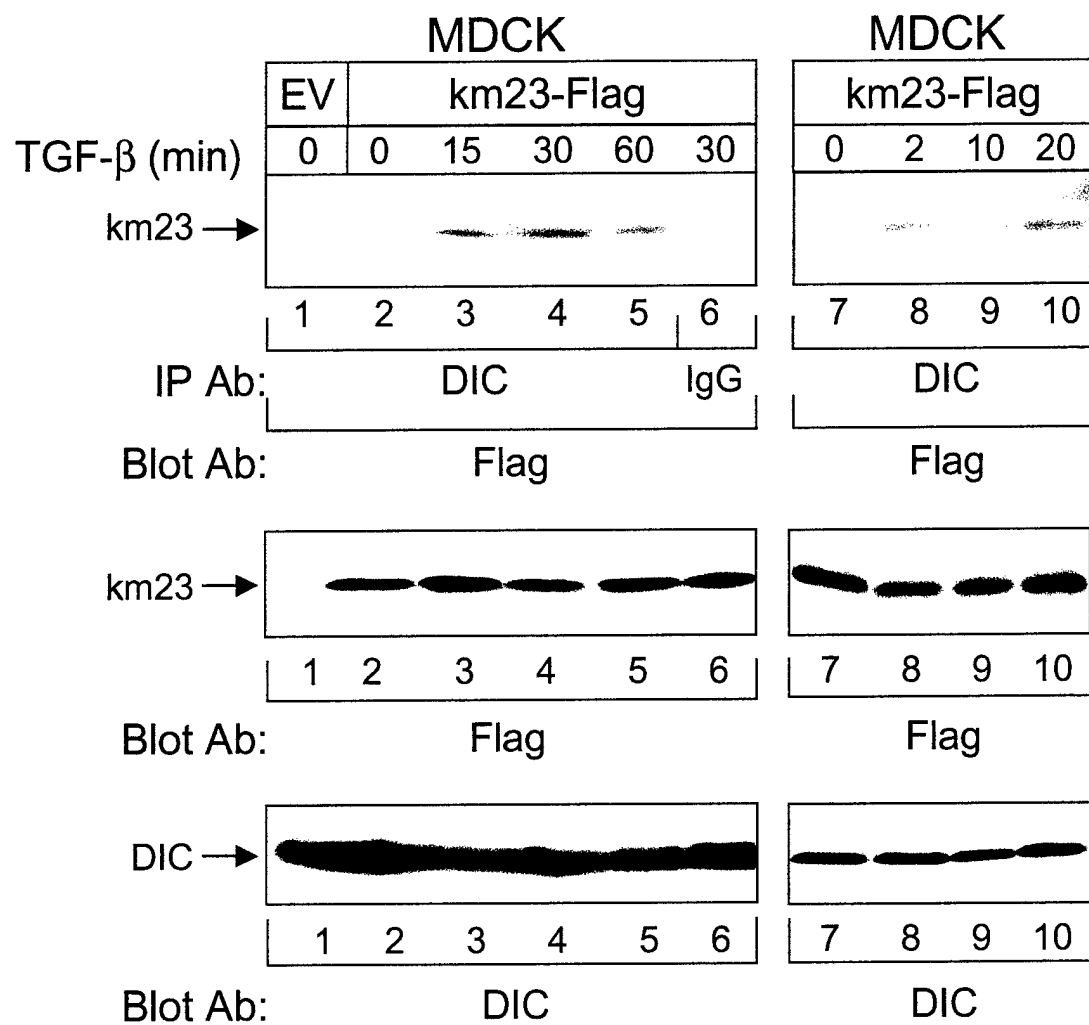 MDCK MDCK
EV km23-Flag km23-Flag
TGF-β (min) 0 0 15 30 60 30 0 2 10 20
km23
1 2 3 4 5 6 7 8 9 10
IP Ab: DIC IgG DIC
Blot Ab: Flag Flag
km23
1 2 3 4 5 6 7 8 9 10
Blot Ab: Flag Flag
DIC
1 2 3 4 5 6 7 8 9 10
Blot Ab: DIC DIC